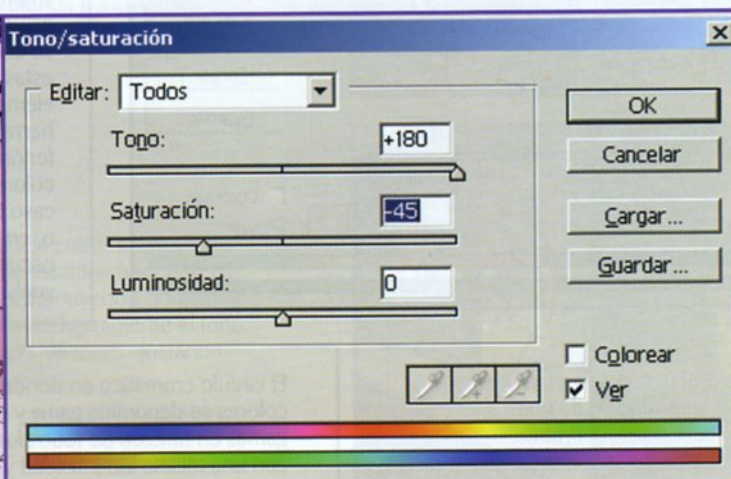 Tono/saturación
Editar: Todos
OK
Tono: +180
Cancelar
Saturación: -45
Cargar...
Luminosidad: 0
Guardar...
Colorear
Ver